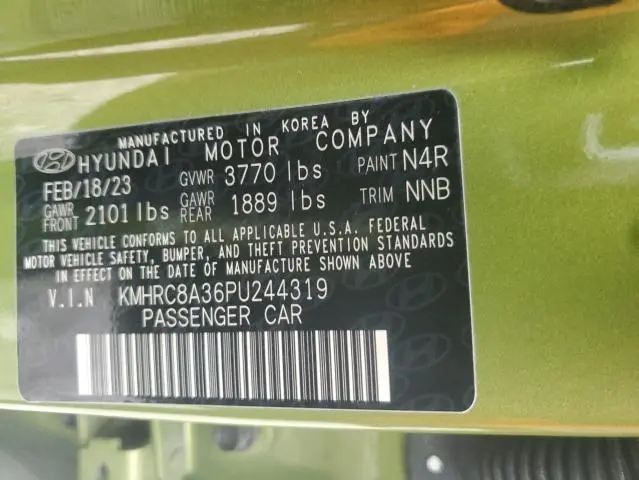 MANUFACTURED IN KOREA BY
HYUNDAI MOTOR COMPANY
FEB/18/23 GVWR 3770 lbs PAINT N4R
GAWR FRONT 2101 lbs GAWR REAR 1889 lbs TRIM NNB
THIS VEHICLE CONFORMS TO ALL APPLICABLE U.S.A. FEDERAL
MOTOR VEHICLE SAFETY, BUMPER, AND THEFT PREVENTION STANDARDS
IN EFFECT ON THE DATE OF MANUFACTURE SHOWN ABOVE
V.I.N KMHRC8A36PU244319
PASSENGER CAR